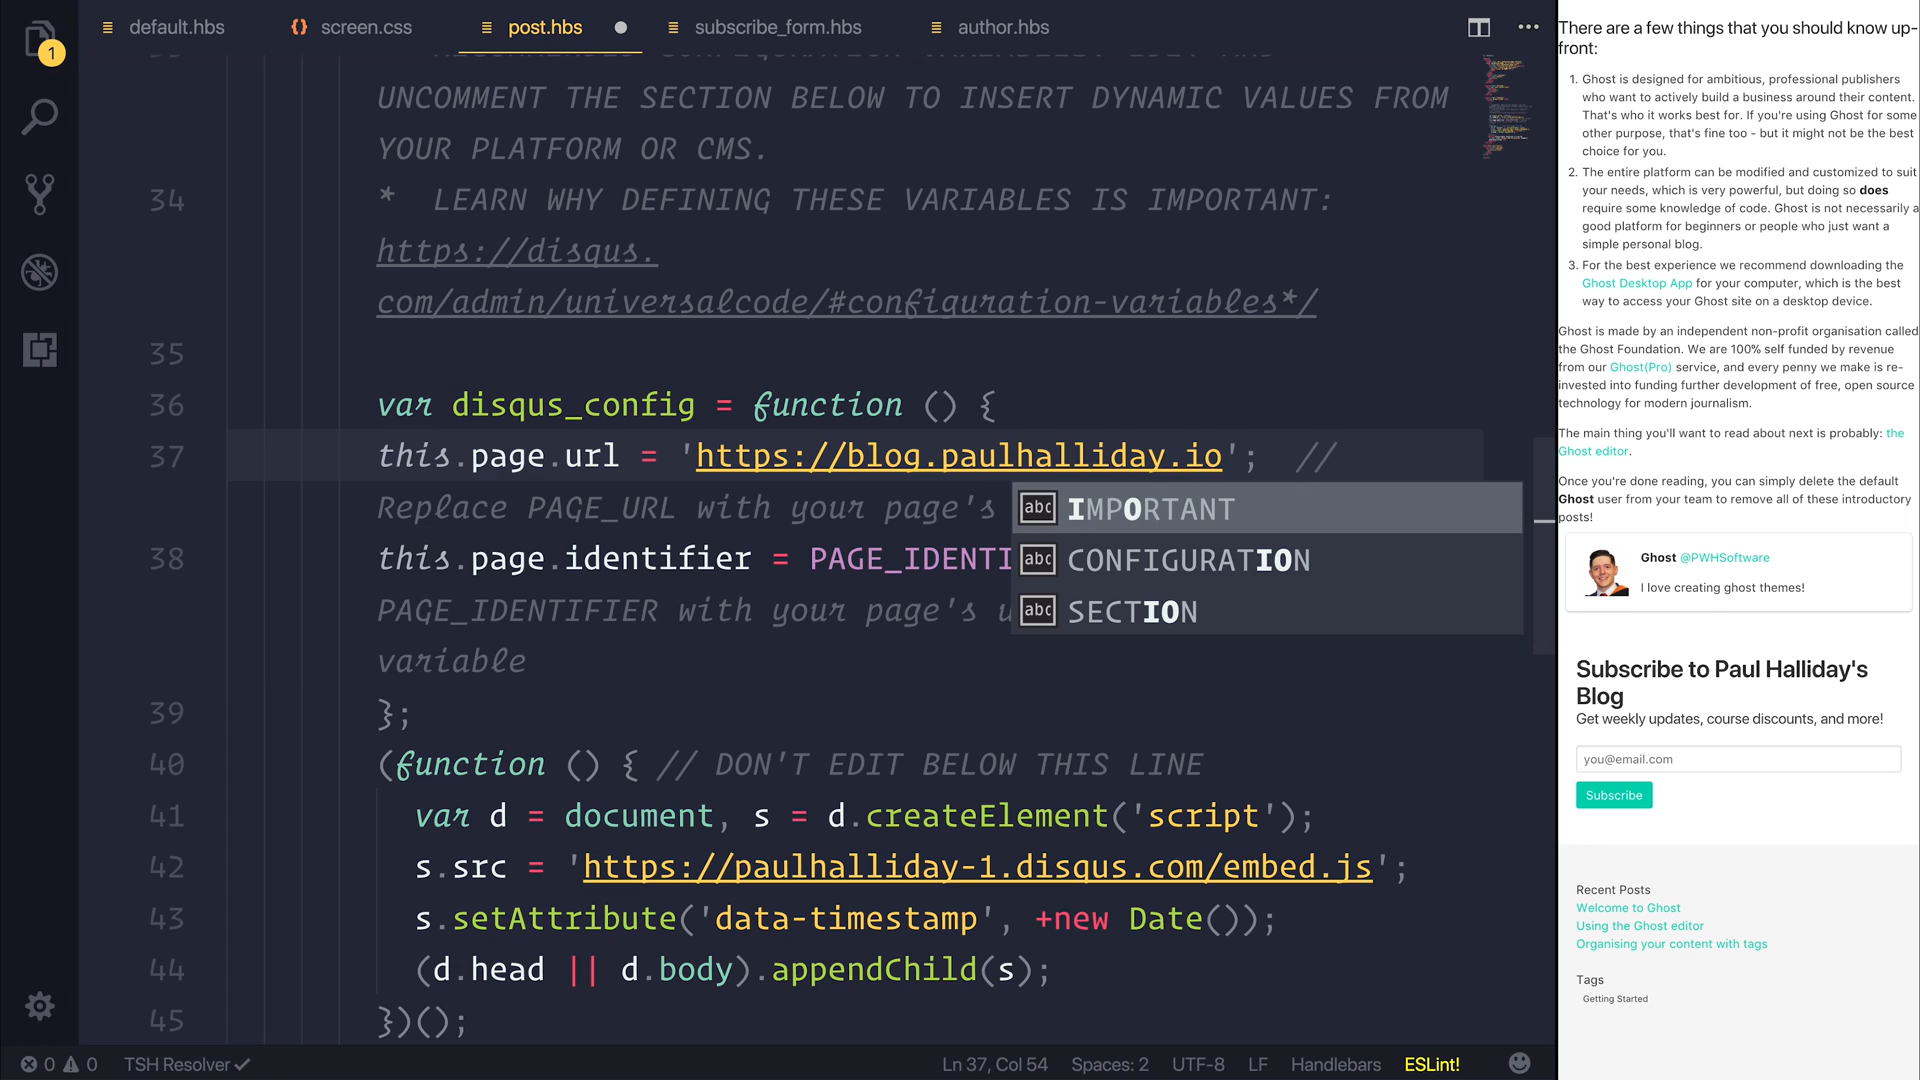 default.hbs
screen.css
post.hbs
subscribe_form.hbs
author.hbs
1
UNCOMMENT THE SECTION BELOW TO INSERT DYNAMIC VALUES FROM
YOUR PLATFORM OR CMS.
34 * LEARN WHY DEFINING THESE VARIABLES IS IMPORTANT:
https://disqus.
com/admin/universalcode/#configuration-variables*/
35
36 var disqus_config = function () {
37 this.page.url = 'https://blog.paulhalliday.io'; //
Replace PAGE_URL with your page's
38 this.page.identifier = PAGE_IDENTI
PAGE_IDENTIFIER with your page's u
variable
39 };
40 (function () { // DON'T EDIT BELOW THIS LINE
41 var d = document, s = d.createElement('script');
42 s.src = 'https://paulhalliday-1.disqus.com/embed.js';
43 s.setAttribute('data-timestamp', +new Date());
44 (d.head || d.body).appendChild(s);
45 })();
abc IMPORTANT
abc CONFIGURATION
abc SECTION
0 0 TSH Resolver
Ln 37, Col 54 Spaces: 2 UTF-8 LF Handlebars ESLint!
There are a few things that you should know up-
front:
1. Ghost is designed for ambitious, professional publishers
who want to actively build a business around their content.
That's who it works best for. If you're using Ghost for some
other purpose, that's fine too - but it might not be the best
choice for you.
2. The entire platform can be modified and customized to suit
your needs, which is very powerful, but doing so does
require some knowledge of code. Ghost is not necessarily a
good platform for beginners or people who just want a
simple personal blog.
3. For the best experience we recommend downloading the
Ghost Desktop App for your computer, which is the best
way to access your Ghost site on a desktop device.
Ghost is made by an independent non-profit organisation called
the Ghost Foundation. We are 100% self funded by revenue
from our Ghost(Pro) service, and every penny we make is re-
invested into funding further development of free, open source
technology for modern journalism.
The main thing you'll want to read about next is probably: the
Ghost editor.
Once you're done reading, you can simply delete the default
Ghost user from your team to remove all of these introductory
posts!
Ghost @PWHSoftware
I love creating ghost themes!
Subscribe to Paul Halliday's
Blog
Get weekly updates, course discounts, and more!
you@email.com
Subscribe
Recent Posts
Welcome to Ghost
Using the Ghost editor
Organising your content with tags
Tags
Getting Started